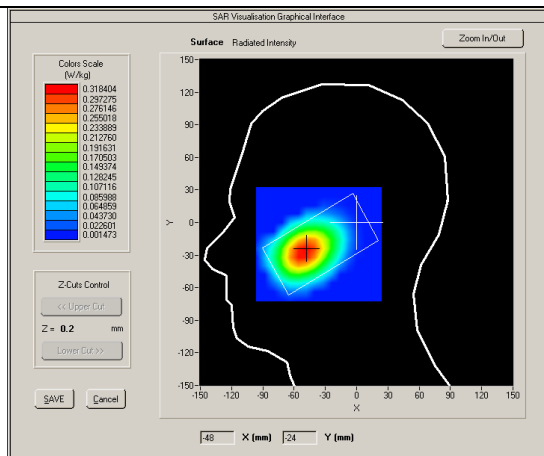 SAR Visualisation Graphical Interface
Surface Radiated Intensity
Zoom In/Out
Colors Scale
(W/kg)
0.318404
0.297275
0.276146
0.255018
0.233889
0.212760
0.191631
0.170503
0.149374
0.128245
0.107116
0.085988
0.064859
0.043730
0.022601
0.001473
Z-Cuts Control
<< Upper Cut
Z = 0.2 mm
Lower Cut >>
SAVE
Cancel
150
120
90
60
30
0
-30
-60
-90
-120
-150
Y
-150 -120 -90 -60 -30 0 30 60 90 120 150
X
-48 X (mm) -24 Y (mm)